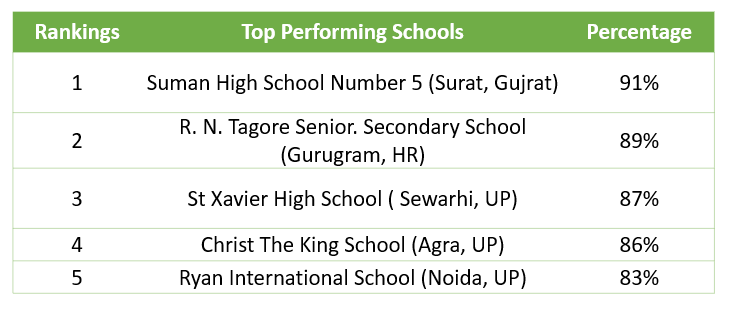 Rankings Top Performing Schools Percentage
1 Suman High School Number 5 (Surat, Gujrat) 91%
2 R. N. Tagore Senior. Secondary School
(Gurugram, HR) 89%
3 St Xavier High School ( Sewarhi, UP) 87%
4 Christ The King School (Agra, UP) 86%
5 Ryan International School (Noida, UP) 83%